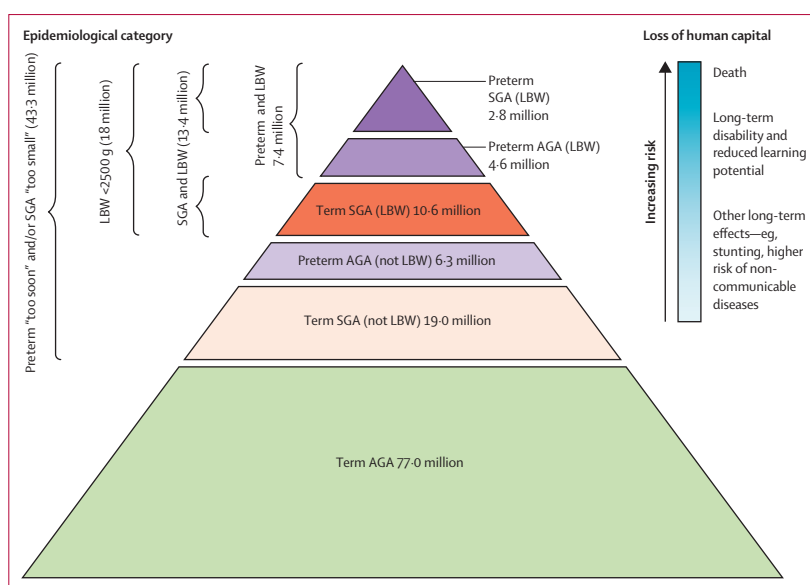 Epidemiological category
Loss of human capital
Preterm “too soon” and/or SGA “too small” (43·3 million)
LBW <2500 g (18 million)
SGA and LBW (13·4 million)
Preterm and LBW
7·4 million
Preterm
SGA (LBW)
2·8 million
Preterm AGA (LBW)
4·6 million
Term SGA (LBW) 10·6 million
Preterm AGA (not LBW) 6·3 million
Term SGA (not LBW) 19·0 million
Term AGA 77·0 million
Increasing risk
Death
Long-term
disability and
reduced learning
potential
Other long-term
effects—eg,
stunting, higher
risk of non-
communicable
diseases